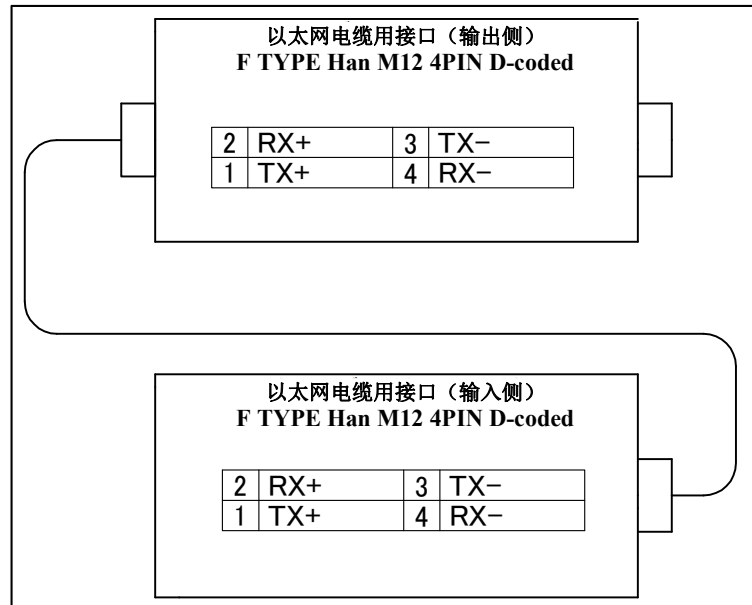 以太网电缆用接口（输出侧）
F TYPE Han M12 4PIN D-coded
2 RX+ 3 TX−
1 TX+ 4 RX−
以太网电缆用接口（输入侧）
F TYPE Han M12 4PIN D-coded
2 RX+ 3 TX−
1 TX+ 4 RX−